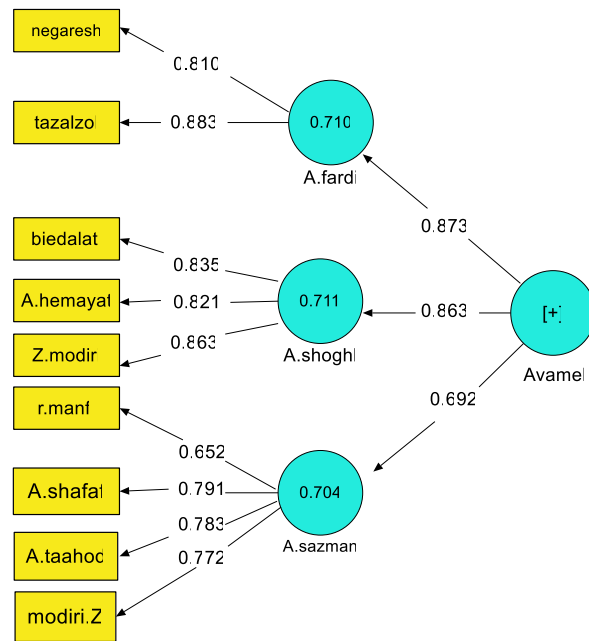 negaresh
0.810
tazalzo
0.883
0.710
A.fardi
0.873
biedalat
0.835
A.hemayat
0.821
0.711
0.863
[+]
Z.modir
0.863
A.shoghl
Avamel
r.manf
0.692
0.652
A.shafaf
0.791
0.704
0.783
A.taahod
0.772
A.sazman
modiri.Z